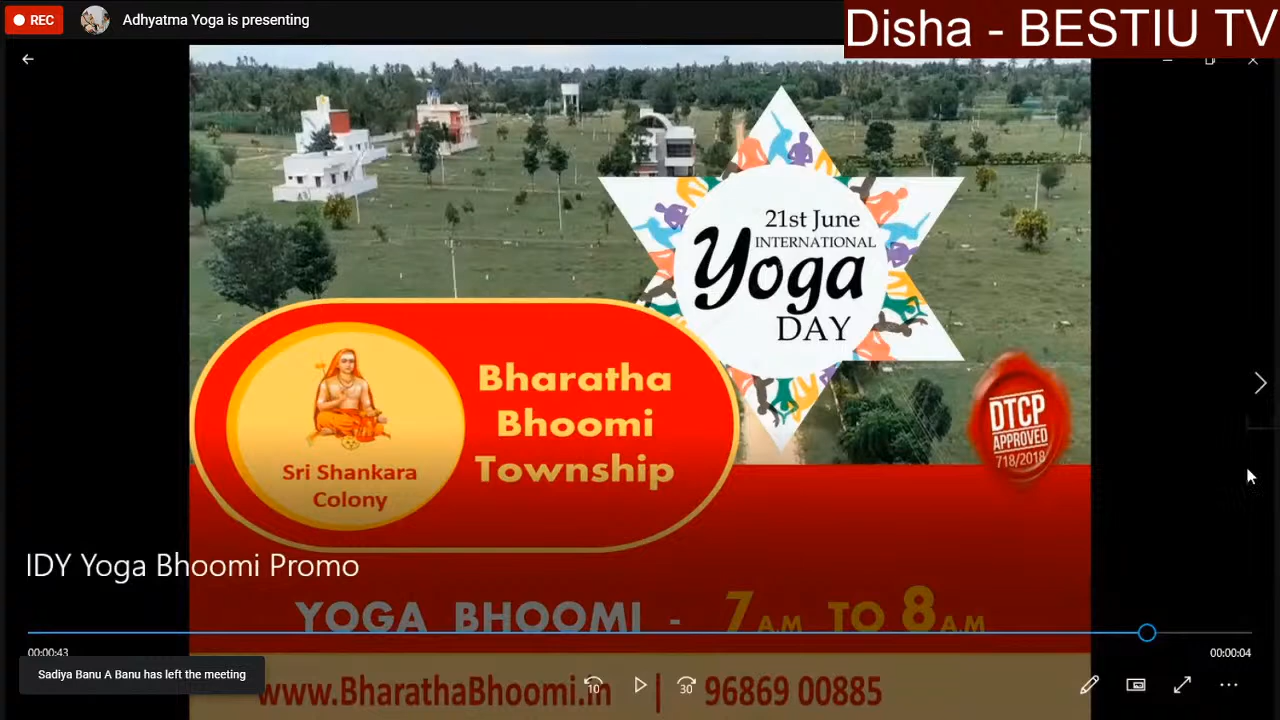 REC
Adhyatma Yoga is presenting
Disha - BESTIU TV
21st June
INTERNATIONAL
Yoga
DAY
Bharatha
Bhoomi
Township
Sri Shankara
Colony
DTCP
APPROVED
718/2018
IDY Yoga Bhoomi Promo
YOGA BHOOMI - 7 A.M TO 8 A.M
00:00:43
00:00:04
Sadiya Banu A Banu has left the meeting
www.BharathaBhoomi.in | 96869 00885
10
30